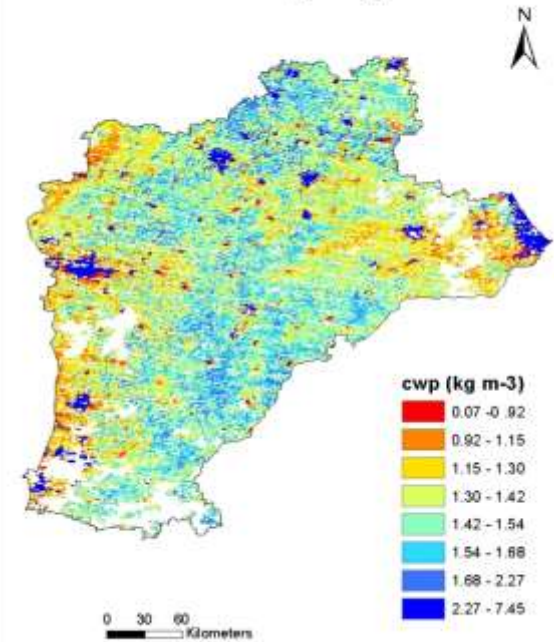 N
cwp (kg m-3)
0.07 -0 .92
0.92 - 1.15
1.15 - 1.30
1.30 - 1.42
1.42 - 1.54
1.54 - 1.68
1.68 - 2.27
2.27 - 7.45
0 30 60
Kilometers